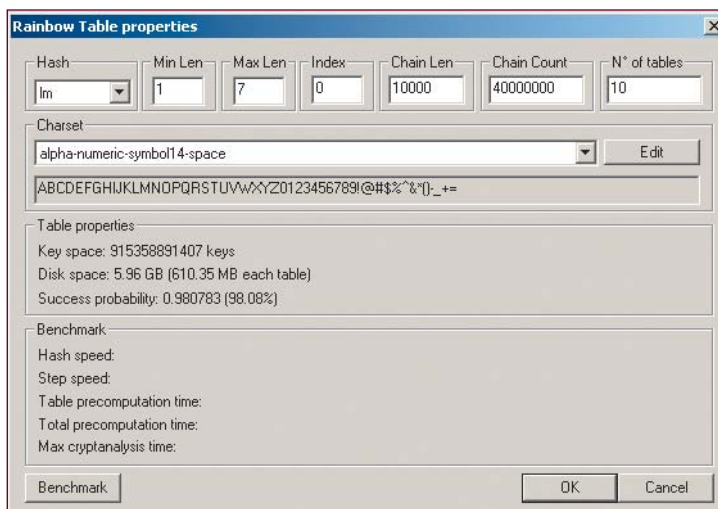 Rainbow Table properties
Hash Min Len Max Len Index Chain Len Chain Count N° of tables
lm 1 7 0 10000 40000000 10
Charset
alpha-numeric-symbol14-space Edit
ABCDEFGHIJKLMNOPQRSTUVWXYZ0123456789!@#$%^&*()-_+=
Table properties
Key space: 915358891407 keys
Disk space: 5.96 GB (610.35 MB each table)
Success probability: 0.980783 (98.08%)
Benchmark
Hash speed:
Step speed:
Table precomputation time:
Total precomputation time:
Max cryptanalysis time:
Benchmark OK Cancel